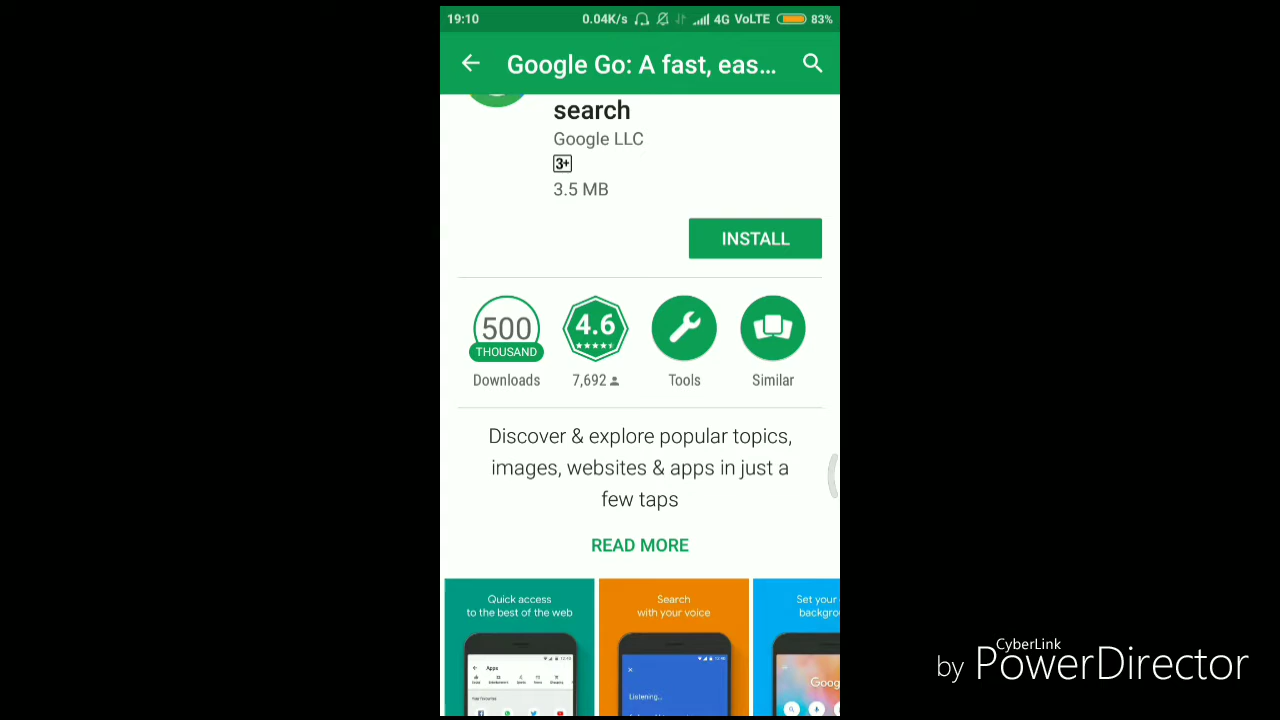 19:10 0.04K/s 4G VoLTE 83%
Google Go: A fast, eas...
search
Google LLC
3+
3.5 MB
INSTALL
500 4.6
THOUSAND
Downloads 7,692 Tools Similar
Discover & explore popular topics,
images, websites & apps in just a
few taps
READ MORE
Quick access Search Set your
to the best of the web with your voice backgrou
Apps
Listening...
Goog
CyberLink
by PowerDirector